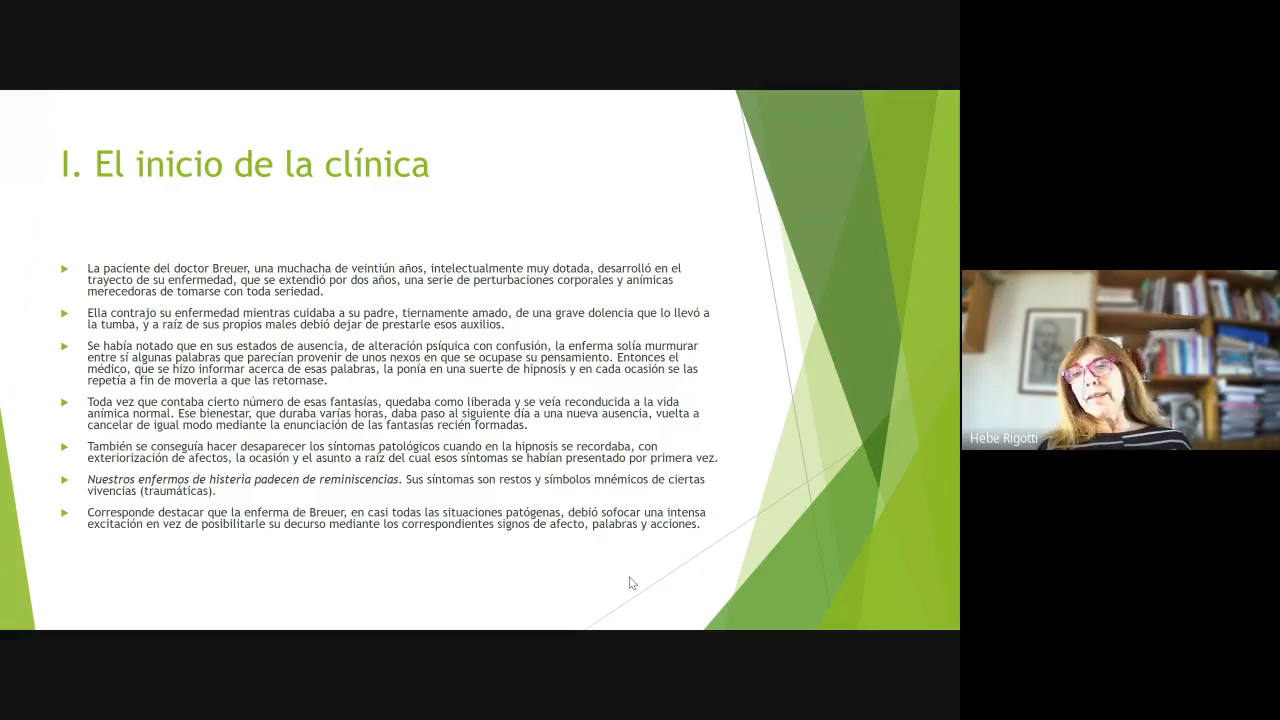 I. El inicio de la clínica
La paciente del doctor Breuer, una muchacha de veintiún años, intelectualmente muy dotada, desarrolló en el
trayecto de su enfermedad, que se extendió por dos años, una serie de perturbaciones corporales y anímicas
merecedoras de tomarse con toda seriedad.
Ella contrajo su enfermedad mientras cuidaba a su padre, tiernamente amado, de una grave dolencia que lo llevó a
la tumba, y a raíz de sus propios males debió dejar de prestarle esos auxilios.
Se había notado que en sus estados de ausencia, de alteración psíquica con confusión, la enferma solía murmurar
entre sí algunas palabras que parecían provenir de unos nexos en que se ocupase su pensamiento. Entonces el
médico, que se hizo informar acerca de esas palabras, la ponía en una suerte de hipnosis y en cada ocasión se las
repetía a fin de moverla a que las retornase.
Toda vez que contaba cierto número de esas fantasías, quedaba como liberada y se veía reconducida a la vida
anímica normal. Ese bienestar, que duraba varias horas, daba paso al siguiente día a una nueva ausencia, vuelta a
cancelar de igual modo mediante la enunciación de las fantasías recién formadas.
También se conseguía hacer desaparecer los síntomas patológicos cuando en la hipnosis se recordaba, con
exteriorización de afectos, la ocasión y el asunto a raíz del cual esos síntomas se habían presentado por primera vez.
Nuestros enfermos de histeria padecen de reminiscencias. Sus síntomas son restos y símbolos mnémicos de ciertas
vivencias (traumáticas).
Corresponde destacar que la enferma de Breuer, en casi todas las situaciones patógenas, debió sofocar una intensa
excitación en vez de posibilitarle su decurso mediante los correspondientes signos de afecto, palabras y acciones.
Hebe Rigotti